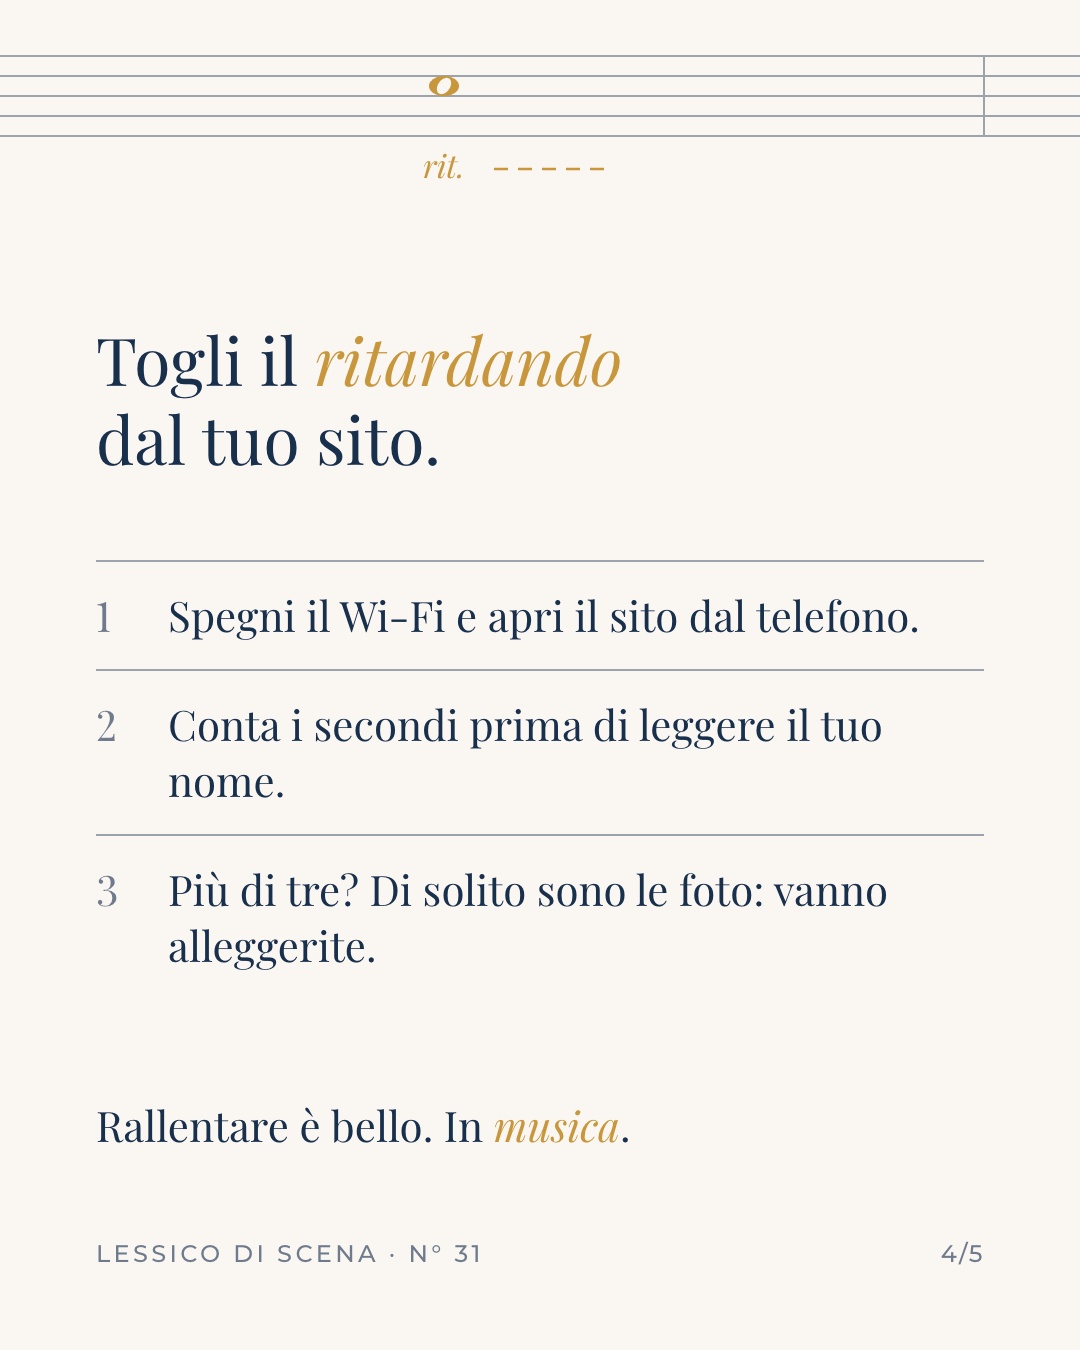 rit. –––––
Togli il ritardando
dal tuo sito.
1 Spegni il Wi-Fi e apri il sito dal telefono.
2 Conta i secondi prima di leggere il tuo
nome.
3 Più di tre? Di solito sono le foto: vanno
alleggerite.
Rallentare è bello. In musica.
LESSICO DI SCENA · N° 31 4/5